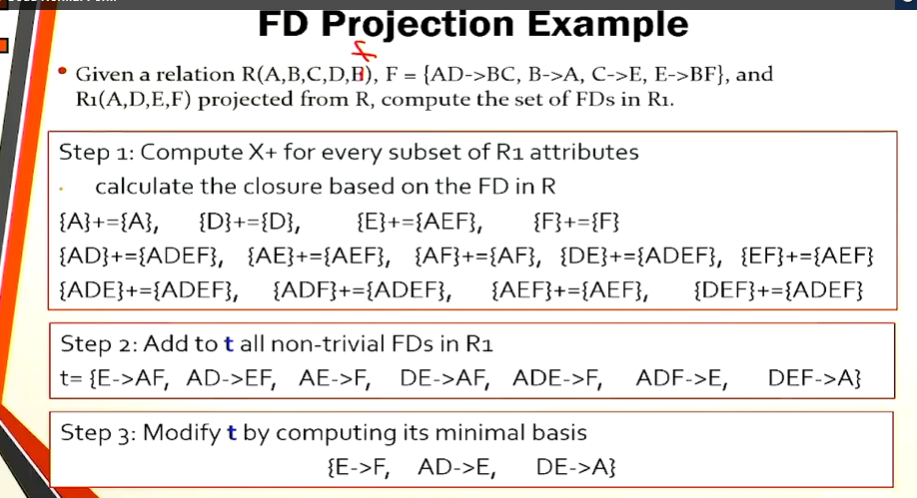 FD Projection Example
• Given a relation R(A,B,C,D,E), F = {AD->BC, B->A, C->E, E->BF}, and
R1(A,D,E,F) projected from R, compute the set of FDs in R1.
Step 1: Compute X+ for every subset of R1 attributes
calculate the closure based on the FD in R
{A}+={A}, {D}+={D}, {E}+={AEF}, {F}+={F}
{AD}+={ADEF}, {AE}+={AEF}, {AF}+={AF}, {DE}+={ADEF}, {EF}+={AEF}
{ADE}+={ADEF}, {ADF}+={ADEF}, {AEF}+={AEF}, {DEF}+={ADEF}
Step 2: Add to t all non-trivial FDs in R1
t= {E->AF, AD->EF, AE->F, DE->AF, ADE->F, ADF->E, DEF->A}
Step 3: Modify t by computing its minimal basis
{E->F, AD->E, DE->A}